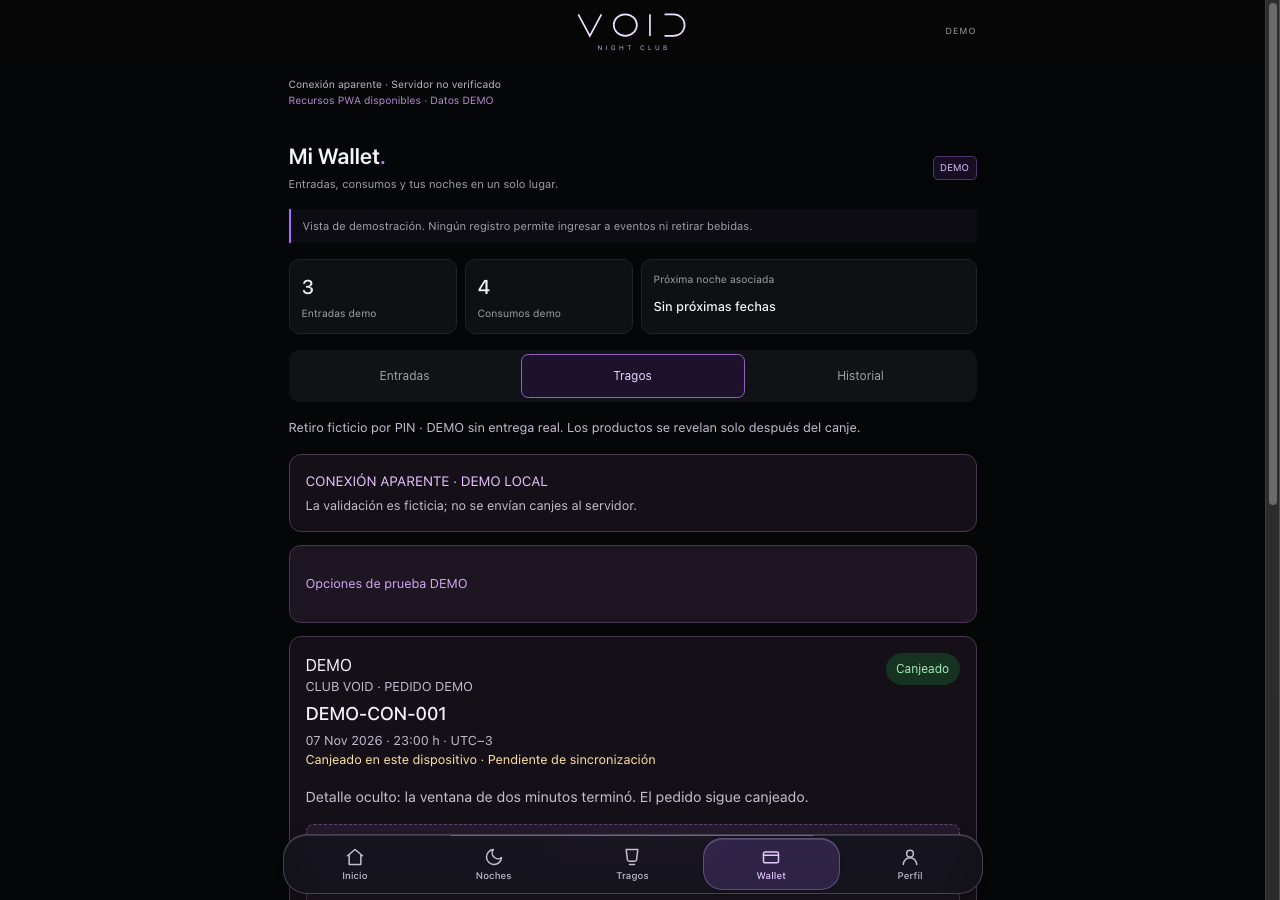 VOID
NIGHT CLUB
DEMO
Conexión aparente · Servidor no verificado
Recursos PWA disponibles · Datos DEMO
Mi Wallet.
DEMO
Entradas, consumos y tus noches en un solo lugar.
Vista de demostración. Ningún registro permite ingresar a eventos ni retirar bebidas.
3
Entradas demo
4
Consumos demo
Próxima noche asociada
Sin próximas fechas
Entradas
Tragos
Historial
Retiro ficticio por PIN · DEMO sin entrega real. Los productos se revelan solo después del canje.
CONEXIÓN APARENTE · DEMO LOCAL
La validación es ficticia; no se envían canjes al servidor.
Opciones de prueba DEMO
DEMO
Canjeado
CLUB VOID · PEDIDO DEMO
DEMO-CON-001
07 Nov 2026 · 23:00 h · UTC−3
Canjeado en este dispositivo · Pendiente de sincronización
Detalle oculto: la ventana de dos minutos terminó. El pedido sigue canjeado.
Inicio
Noches
Tragos
Wallet
Perfil